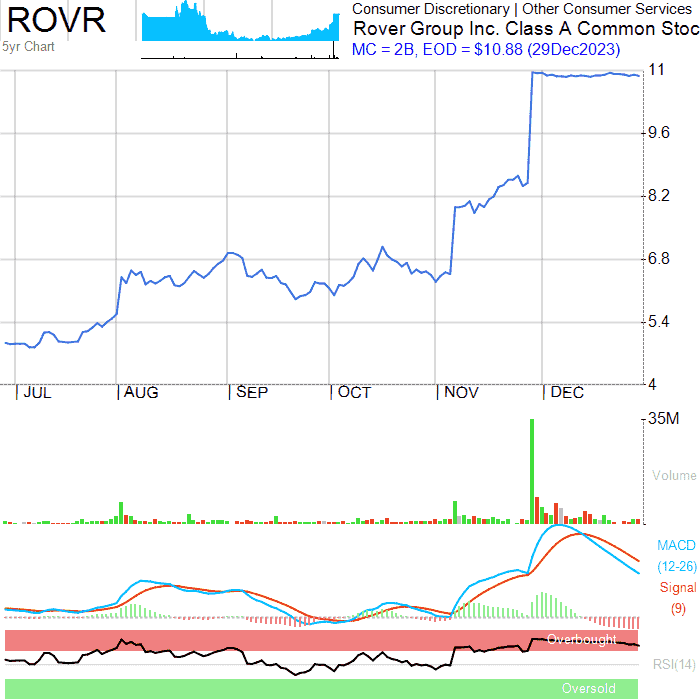 ROVR
5yr Chart
Consumer Discretionary | Other Consumer Services
Rover Group Inc. Class A Common Stoc
MC = 2B, EOD = $10.88 (29Dec2023)
11
9.6
8.2
6.8
5.4
4
JUL AUG SEP OCT NOV DEC
35M
Volume
MACD
(12-26)
Signal
(9)
Overbought
RSI(14)
Oversold